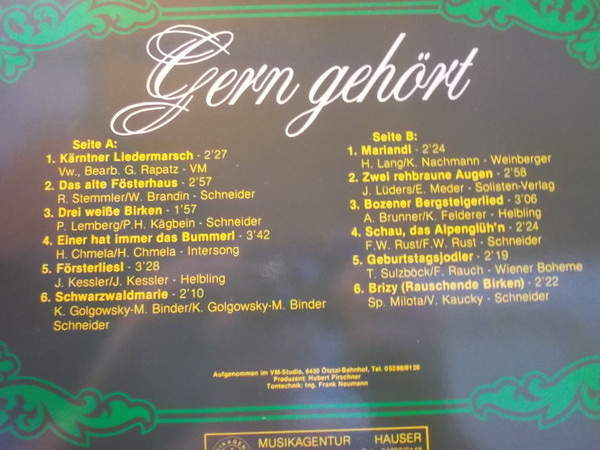 Gern gehört
Seite A:
1. Kärntner Liedermarsch - 2'27
Vw., Bearb. G. Rapatz - VM
2. Das alte Fösterhaus - 2'57
R. Stemmler/W. Brandin - Schneider
3. Drei weiße Birken - 1'57
P. Lemberg/P.H. Kägbein - Schneider
4. Einer hat immer das Bummerl - 3'42
H. Chmela/H. Chmela - Intersong
5. Försterliesl - 3'28
J. Kessler/J. Kessler - Helbling
6. Schwarzwaldmarie - 2'10
K. Golgowsky-M. Binder/K. Golgowsky-M. Binder
Schneider
Seite B:
1. Mariandl - 2'24
H. Lang/K. Nachmann - Weinberger
2. Zwei rehbraune Augen - 2'58
J. Lüders/E. Meder - Solisten-Verlag
3. Bozener Bergsteigerlied - 3'06
A. Brunner/K. Felderer - Helbling
4. Schau, das Alpenglüh'n - 2'24
F.W. Rust/F.W. Rust - Schneider
5. Geburtstagsjodler - 2'19
T. Sulzböck/F. Rauch - Wiener Boheme
6. Brizy (Rauschende Birken) - 2'22
Sp. Milota/V. Kaucky - Schneider
Aufgenommen im VM-Studio, 6430 Ötztal-Bahnhof, Tel. 05266/8126
Produzent: Hubert Pirschner
Tontechnik: Ing. Frank Neumann
MUSIKAGENTUR HAUSER